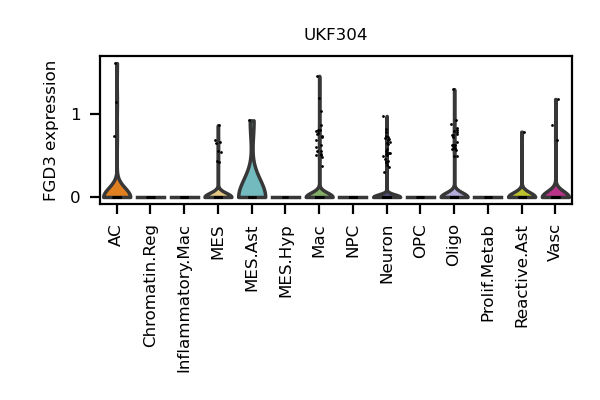 UKF304
FGD3 expression
1
0
AC
Chromatin.Reg
Inflammatory.Mac
MES
MES.Ast
MES.Hyp
Mac
NPC
Neuron
OPC
Oligo
Prolif.Metab
Reactive.Ast
Vasc